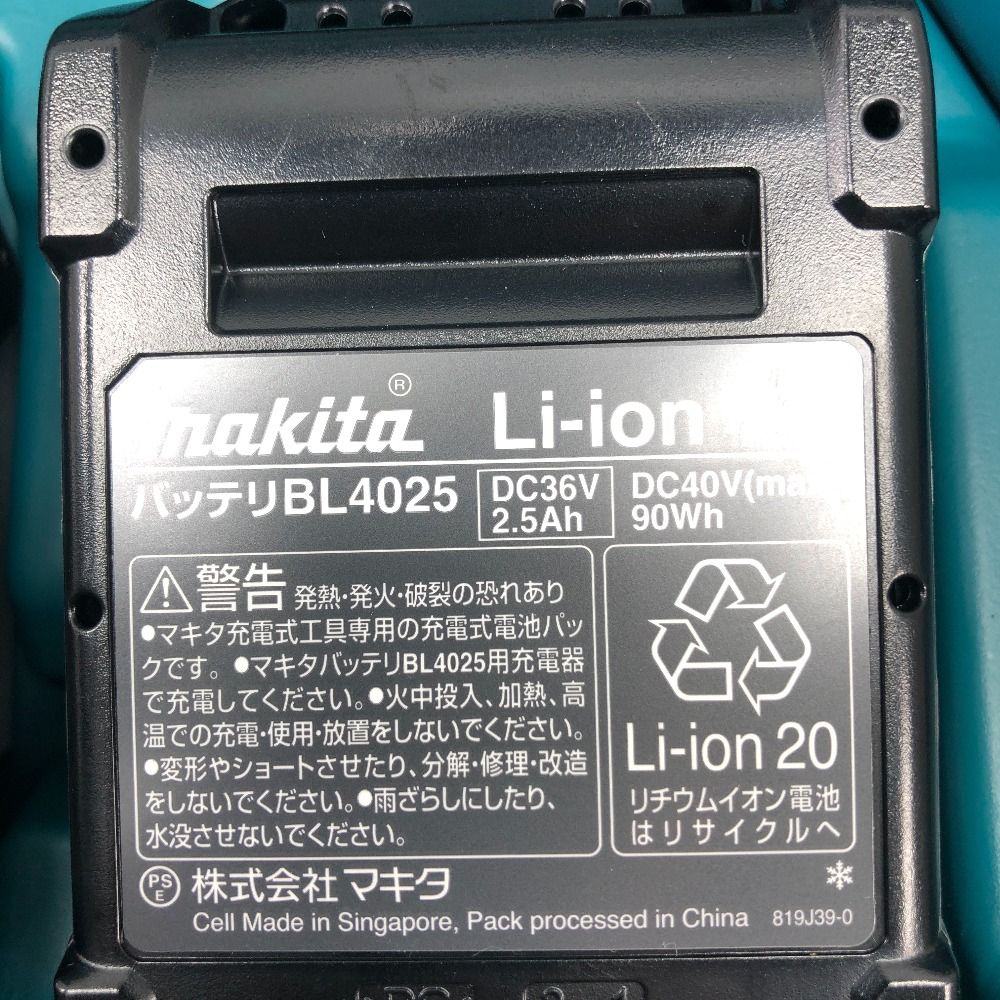 makita® Li-ion
バッテリBL4025
DC36V
2.5Ah
DC40V(ma
90Wh
⚠警告 発熱・発火・破裂の恐れあり
●マキタ充電式工具専用の充電式電池パッ
クです。●マキタバッテリBL4025用充電器
で充電してください。●火中投入、加熱、高
温での充電・使用・放置をしないでください。
●変形やショートさせたり、分解・修理・改造
をしないでください。●雨ざらしにしたり、
水没させないでください。
Li-ion 20
リチウムイオン電池
はリサイクルへ
PS
E
株式会社マキタ
Cell Made in Singapore, Pack processed in China 819J39-0